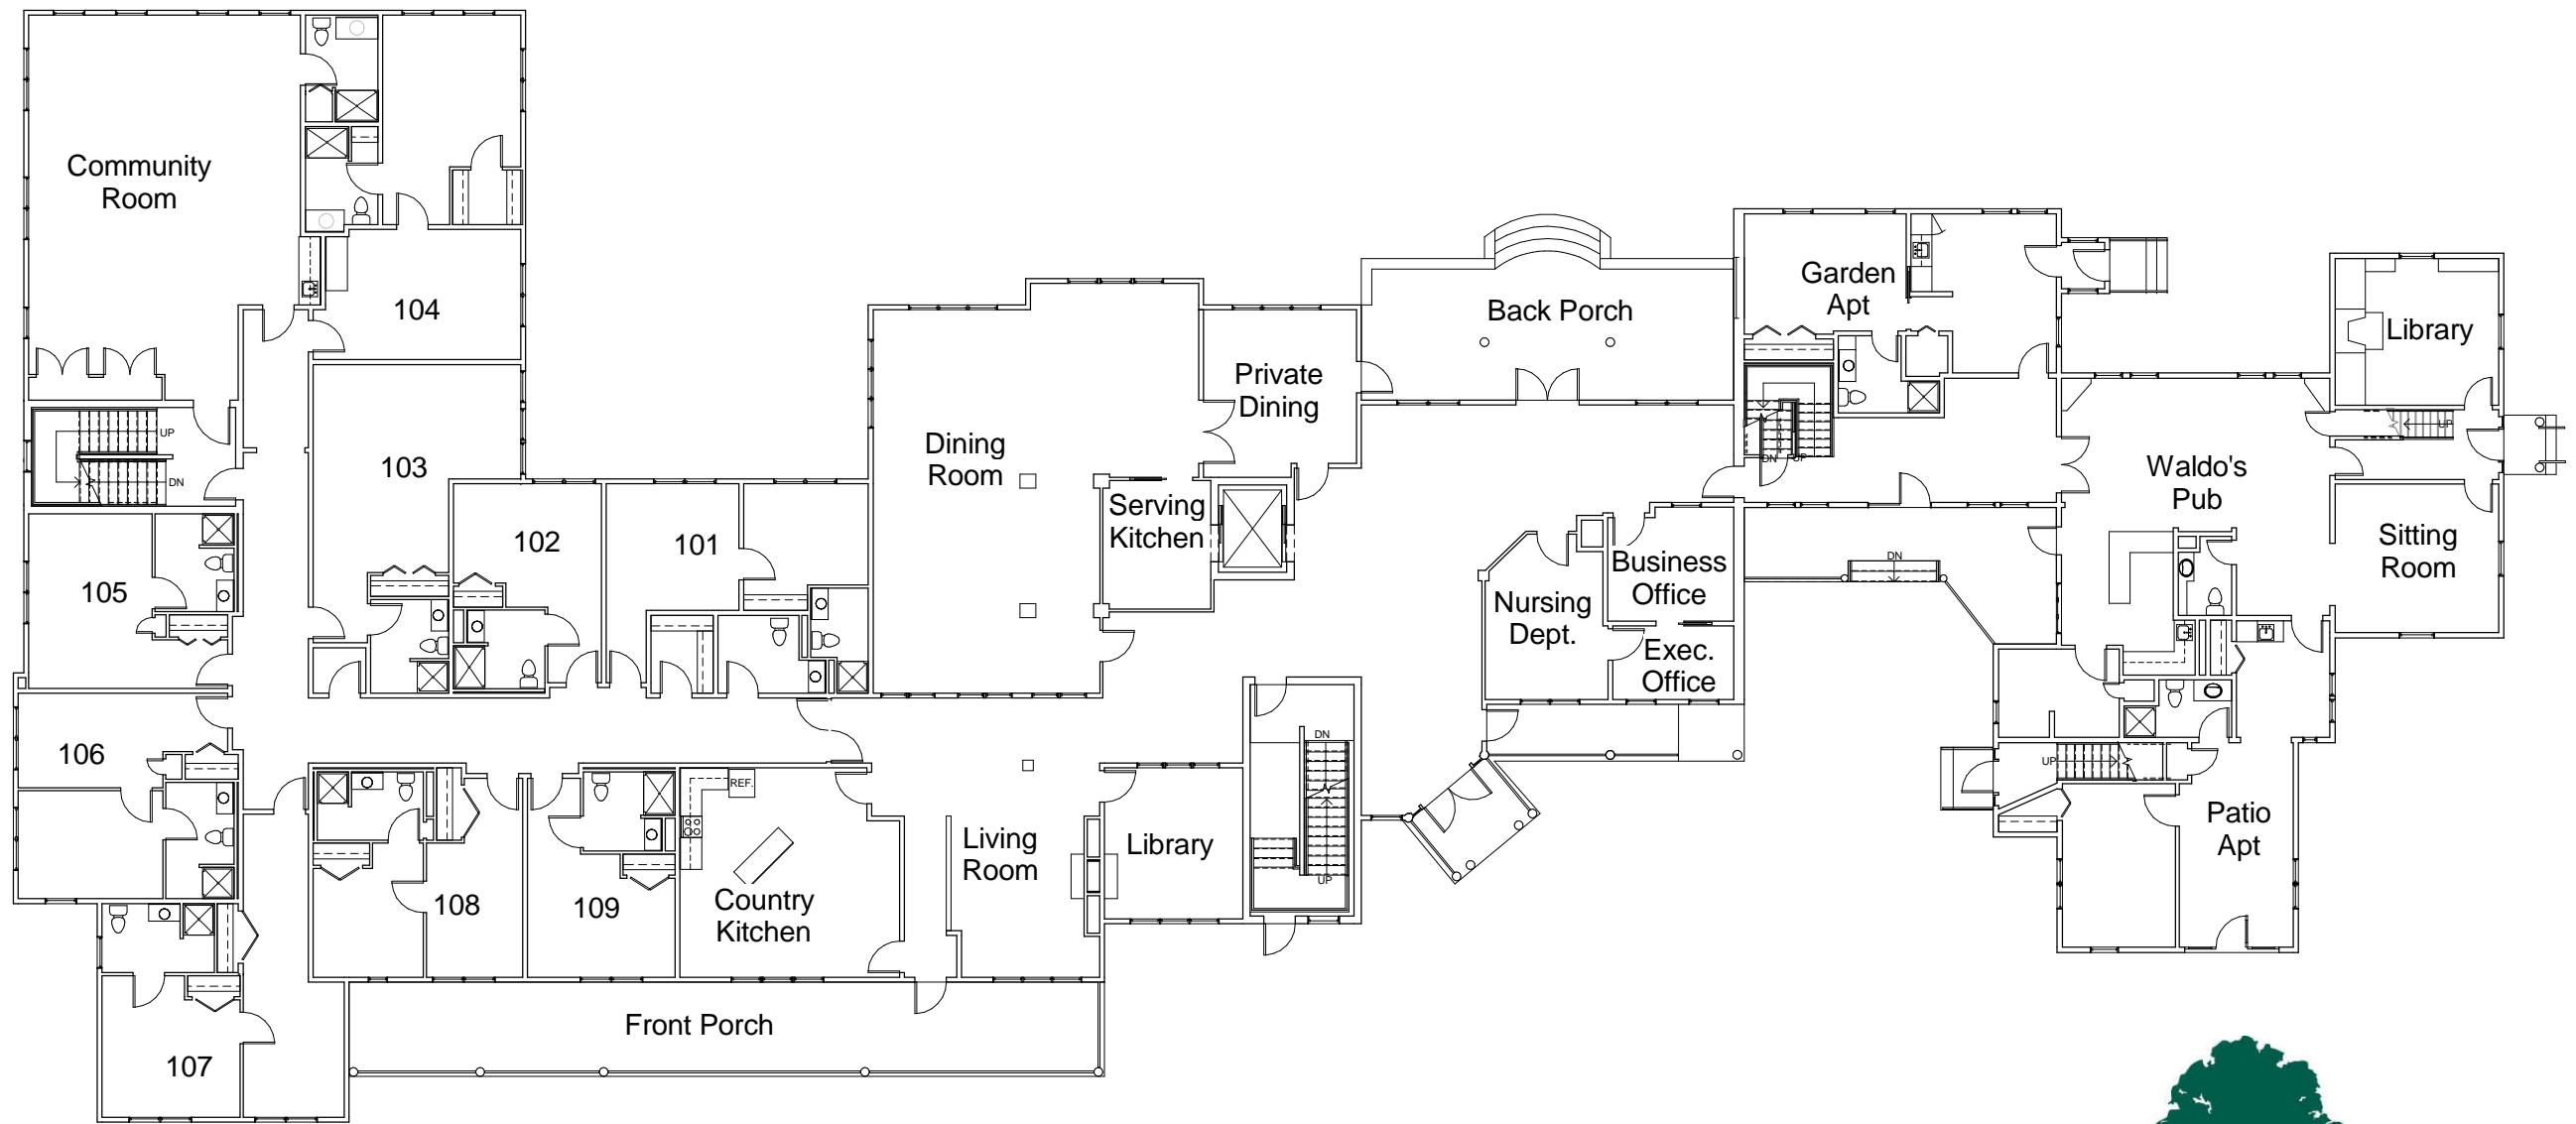 Community
Room
104
103
UP
DN
102
101
105
106
107
108
109
REF.
Country
Kitchen
Front Porch
Dining
Room
Serving
Kitchen
Private
Dining
Living
Room
Library
DN
UP
Back Porch
Nursing
Dept.
Business
Office
Exec.
Office
Garden
Apt
DN
UP
DN
Waldo's
Pub
Library
UP
Sitting
Room
UP
Patio
Apt